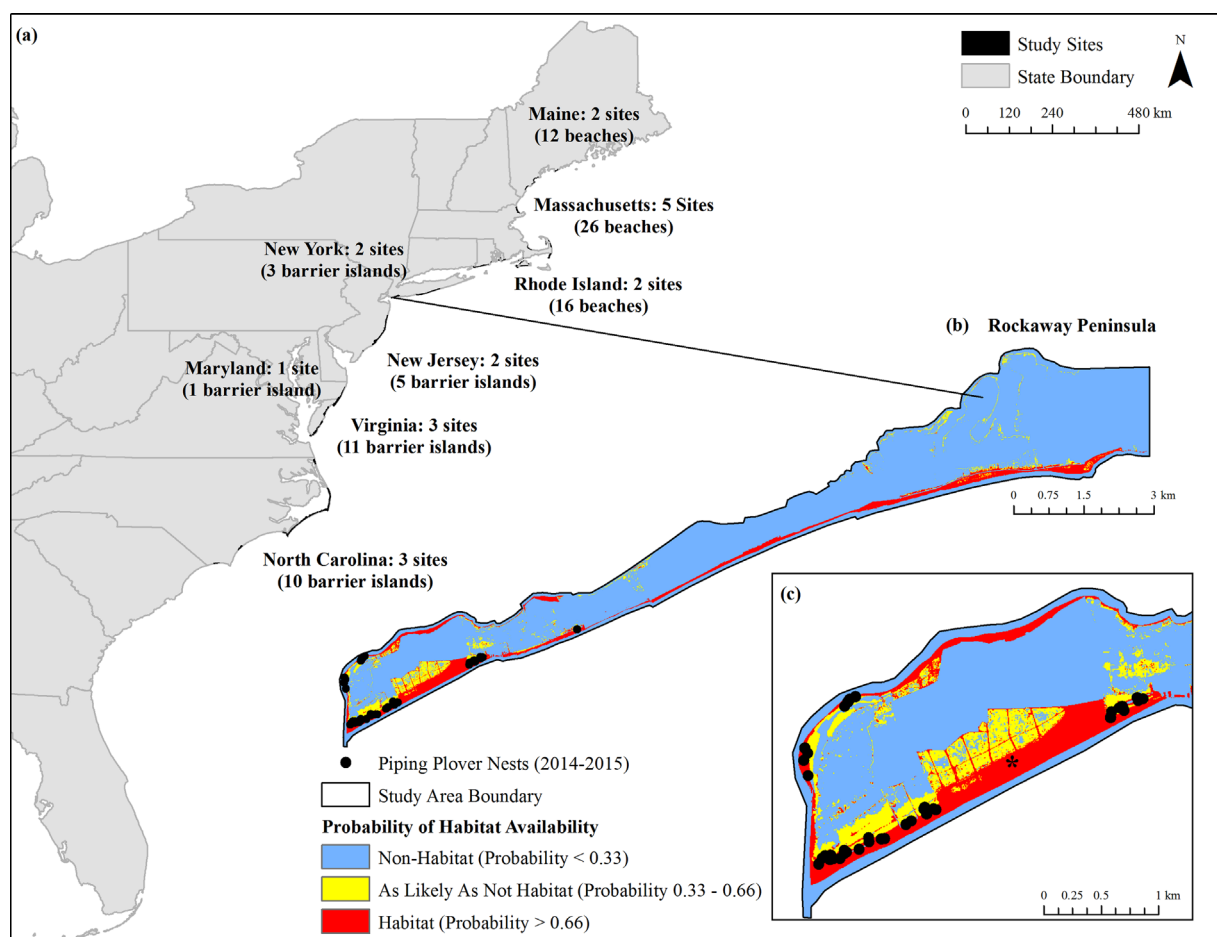 (a)
Study Sites
State Boundary
N
0 120 240 480 km
Maine: 2 sites
(12 beaches)
Massachusetts: 5 Sites
(26 beaches)
New York: 2 sites
(3 barrier islands)
Rhode Island: 2 sites
(16 beaches)
New Jersey: 2 sites
(5 barrier islands)
Maryland: 1 site
(1 barrier island)
Virginia: 3 sites
(11 barrier islands)
North Carolina: 3 sites
(10 barrier islands)
(b) Rockaway Peninsula
0 0.75 1.5 3 km
(c)
*
0 0.25 0.5 1 km
Piping Plover Nests (2014-2015)
Study Area Boundary
Probability of Habitat Availability
Non-Habitat (Probability < 0.33)
As Likely As Not Habitat (Probability 0.33 - 0.66)
Habitat (Probability > 0.66)